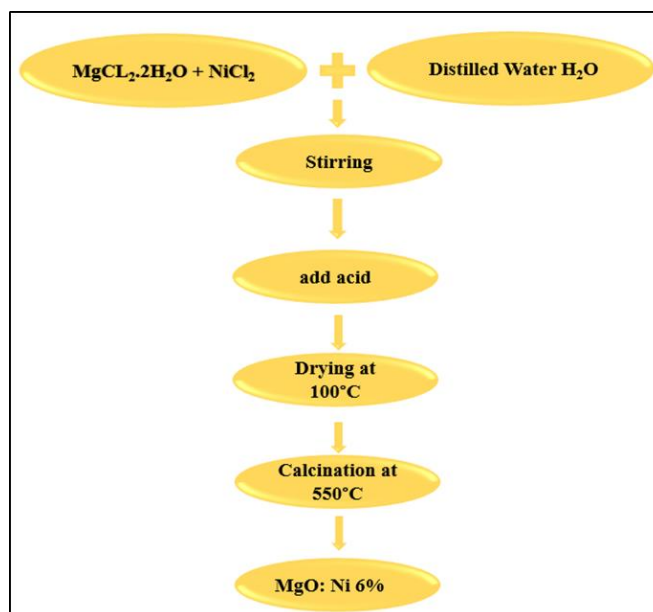 MgCL₂.2H₂O + NiCl₂
Distilled Water H₂O
Stirring
add acid
Drying at
100°C
Calcination at
550°C
MgO: Ni 6%